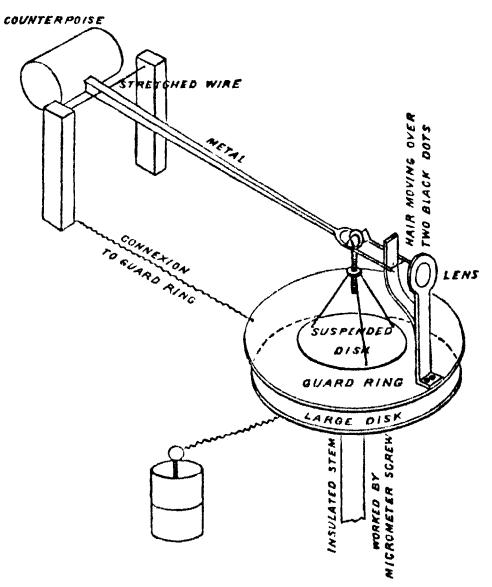 COUNTERPOISE
STRETCHED WIRE
METAL
HAIR MOVING OVER
TWO BLACK DOTS
CONNEXION
TO GUARD RING
LENS
SUSPENDED
DISK
GUARD RING
LARGE DISK
INSULATED STEM
WORKED BY
MICROMETER SCREW